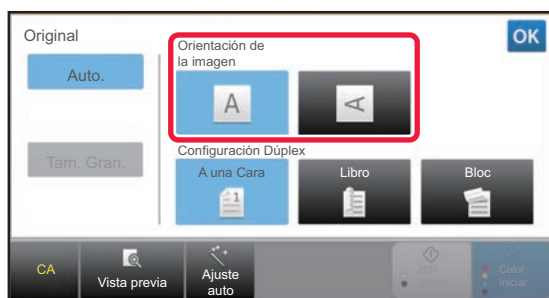 Original
OK
Orientación de
la imagen
Auto.
A
A
Configuración Dúplex
Tam. Gran.
A una Cara
Libro
Bloc
1
CA
Vista previa
Ajuste
auto
B/N
Color
Iniciar